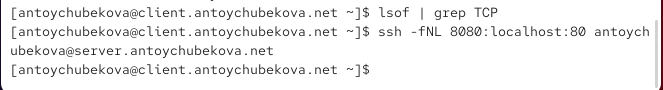 [antoychubekova@client.antoychubekova.net ~]$ lsof | grep TCP
[antoychubekova@client.antoychubekova.net ~]$ ssh -fNL 8080:localhost:80 antoych
ubekova@server.antoychubekova.net
[antoychubekova@client.antoychubekova.net ~]$